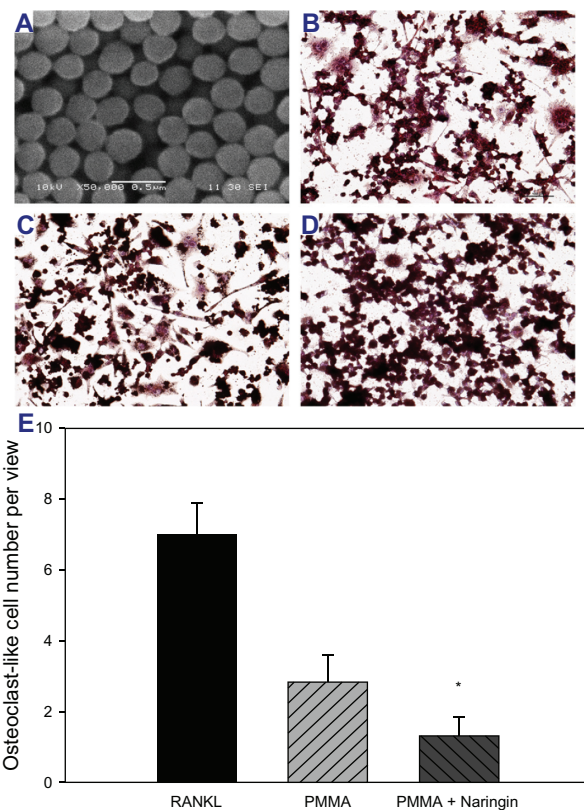 A
B
10kV X50,000 0.5µm 11 30 SEI
C
D
E
Osteoclast-like cell number per view
10
8
6
4
2
0
*
RANKL PMMA PMMA + Naringin